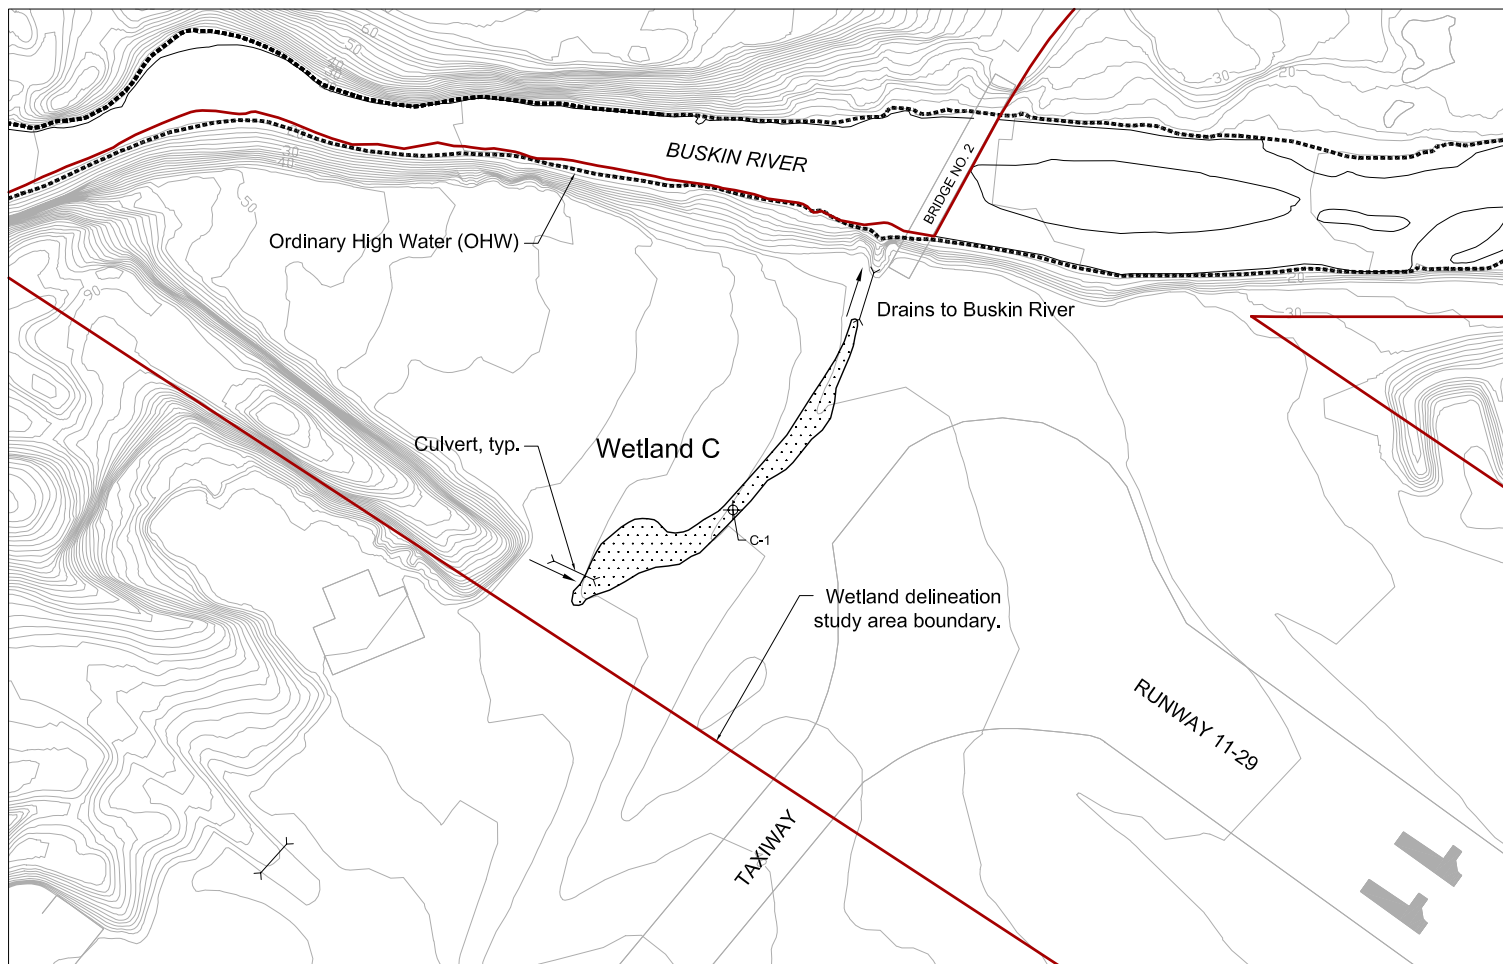 60
50
40
30
20
BUSKIN RIVER
BRIDGE NO. 2
30
40
50
Ordinary High Water (OHW)
20
90
Drains to Buskin River
30
Culvert, typ.
Wetland C
C-1
Wetland delineation
study area boundary.
RUNWAY 11-29
TAXIWAY
11